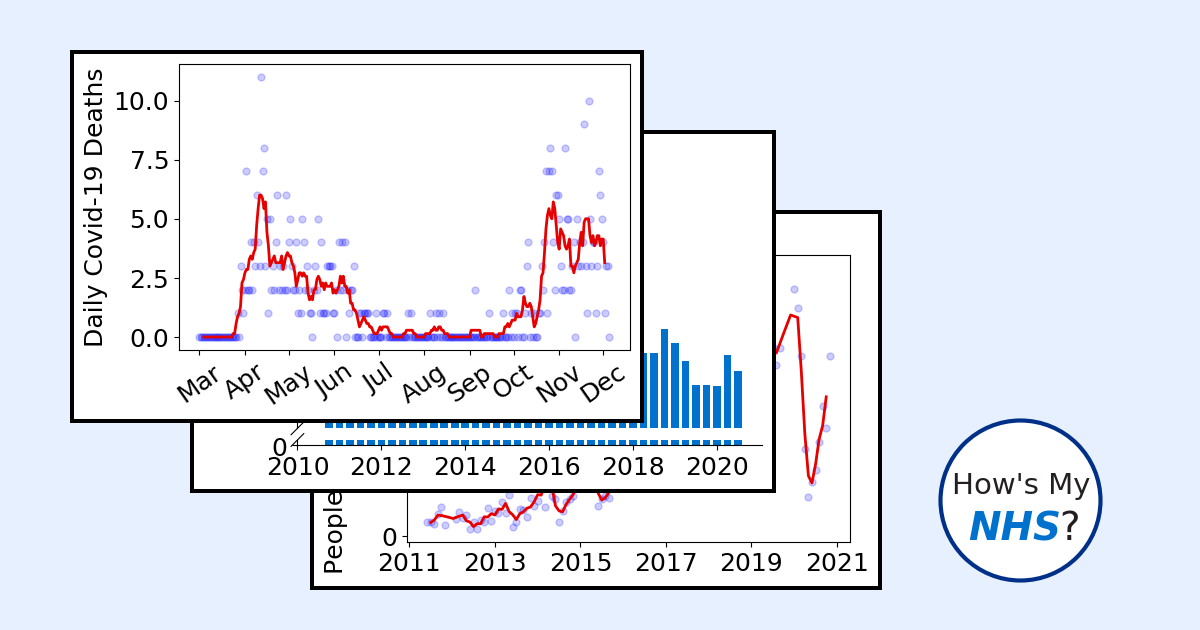 Daily Covid-19 Deaths
10.0
7.5
5.0
2.5
0.0
Mar Apr May Jun Jul Aug Sep Oct Nov Dec
0
2010 2012 2014 2016 2018 2020
People
0
2011 2013 2015 2017 2019 2021
How's My
NHS?